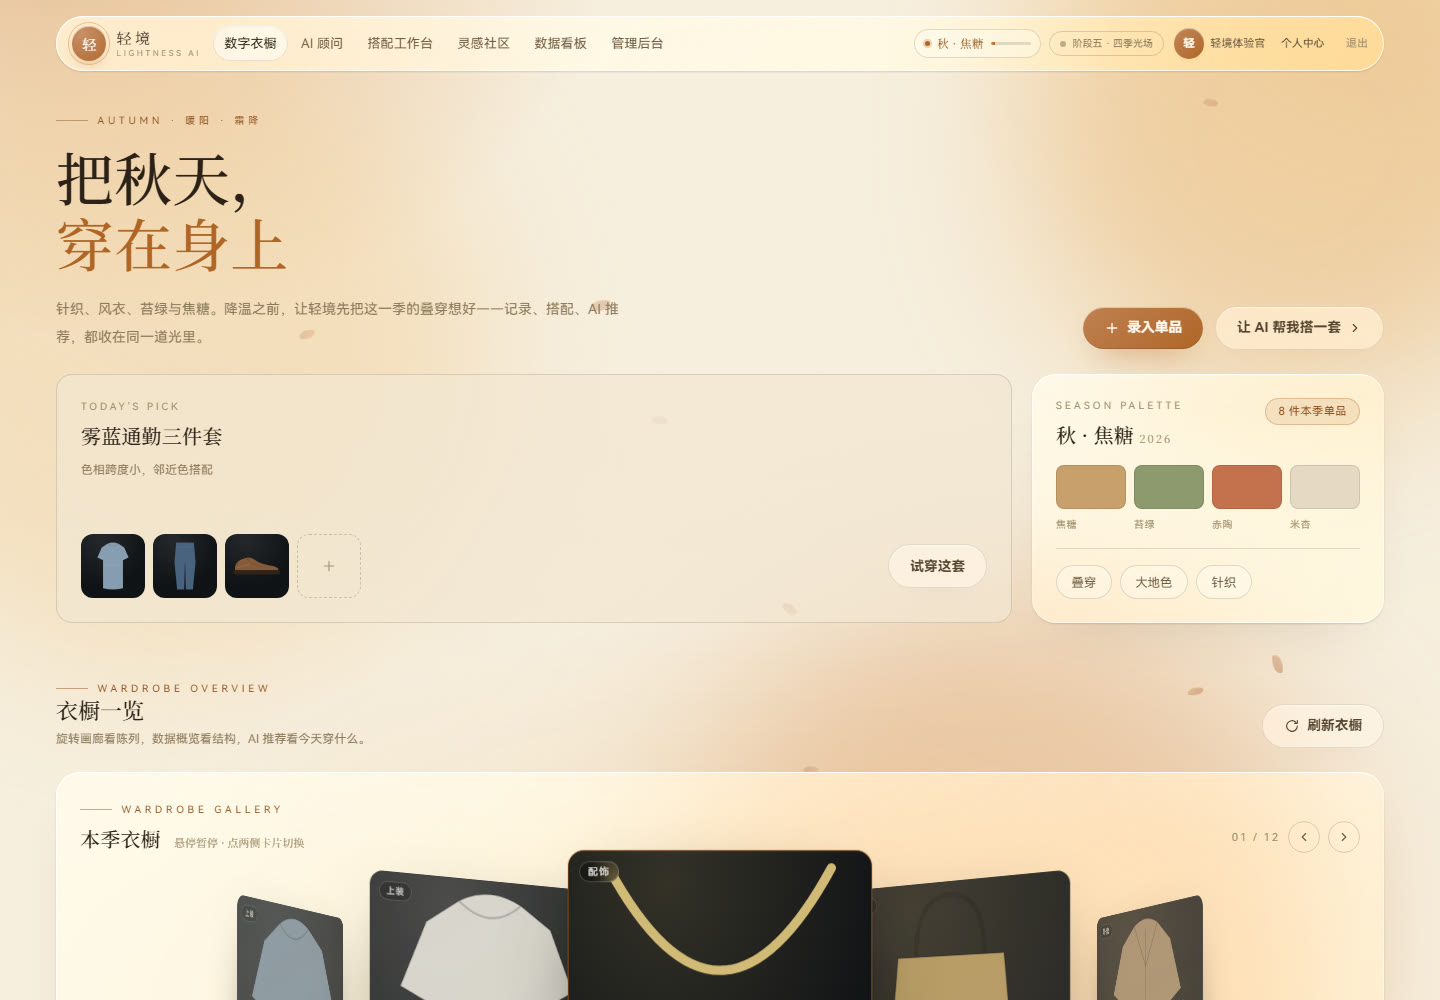 轻
轻境
LIGHTNESS AI
数字衣橱
AI 顾问
搭配工作台
灵感社区
数据看板
管理后台
秋·焦糖
阶段五 · 四季光场
轻
轻境体验官
个人中心
退出
AUTUMN · 暖阳 · 霜降
把秋天，
穿在身上
针织、风衣、苔绿与焦糖。降温之前，让轻境先把这一季的叠穿想好——记录、搭配、AI 推
荐，都收在同一道光里。
录入单品
让 AI 帮我搭一套
TODAY'S PICK
雾蓝通勤三件套
色相跨度小，邻近色搭配
试穿这套
SEASON PALETTE
8 件本季单品
秋 · 焦糖 2026
焦糖
苔绿
赤陶
米杏
叠穿
大地色
针织
WARDROBE OVERVIEW
衣橱一览
旋转画廊看陈列，数据概览看结构，AI 推荐看今天穿什么。
刷新衣橱
WARDROBE GALLERY
本季衣橱
悬停暂停 · 点两侧卡片切换
01 / 12
上装
配饰